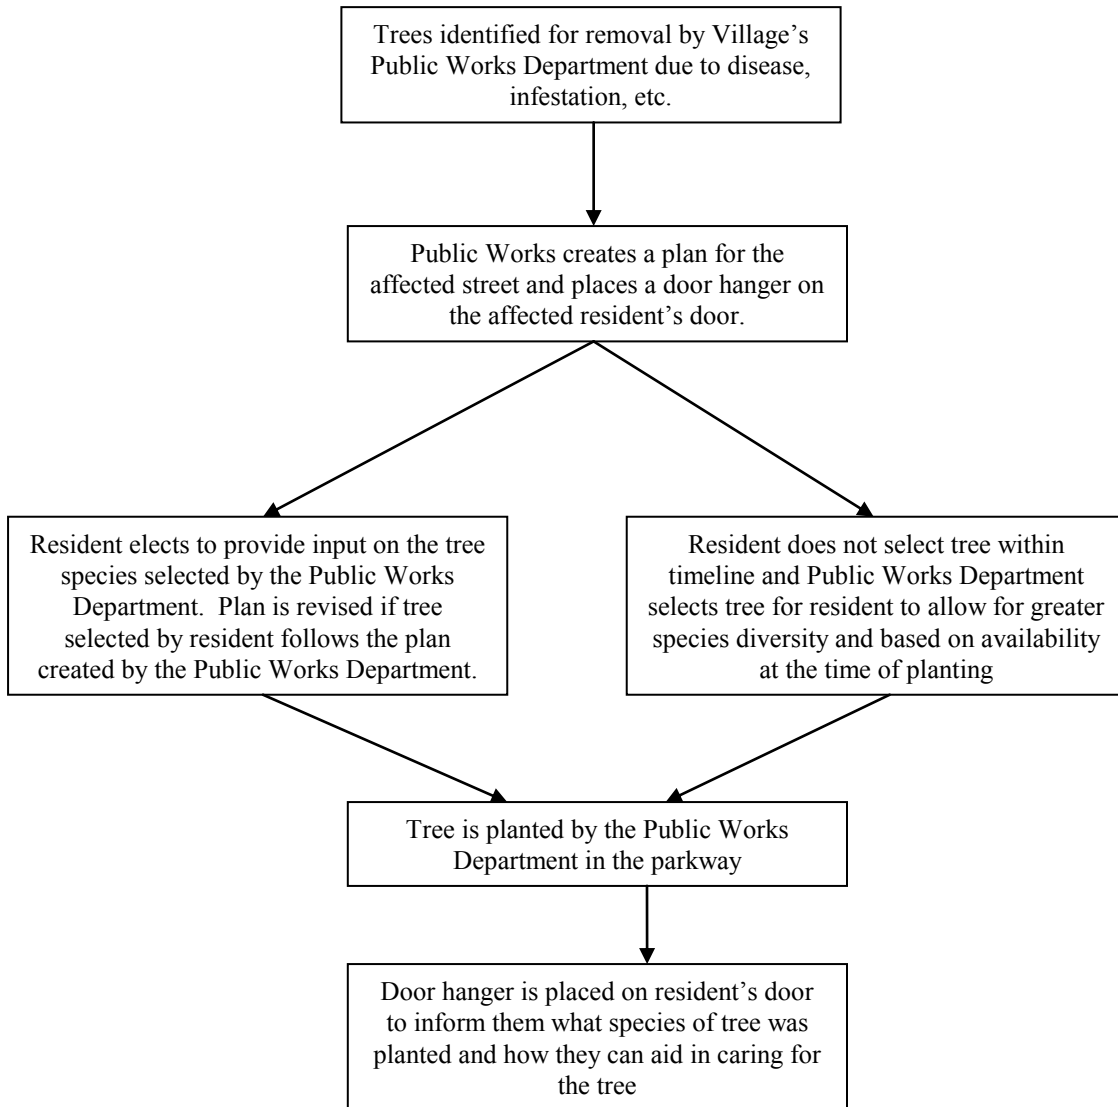 Trees identified for removal by Village’s
Public Works Department due to disease,
infestation, etc.
Public Works creates a plan for the
affected street and places a door hanger on
the affected resident’s door.
Resident elects to provide input on the tree
species selected by the Public Works
Department.  Plan is revised if tree
selected by resident follows the plan
created by the Public Works Department.
Resident does not select tree within
timeline and Public Works Department
selects tree for resident to allow for greater
species diversity and based on availability
at the time of planting
Tree is planted by the Public Works
Department in the parkway
Door hanger is placed on resident’s door
to inform them what species of tree was
planted and how they can aid in caring for
the tree